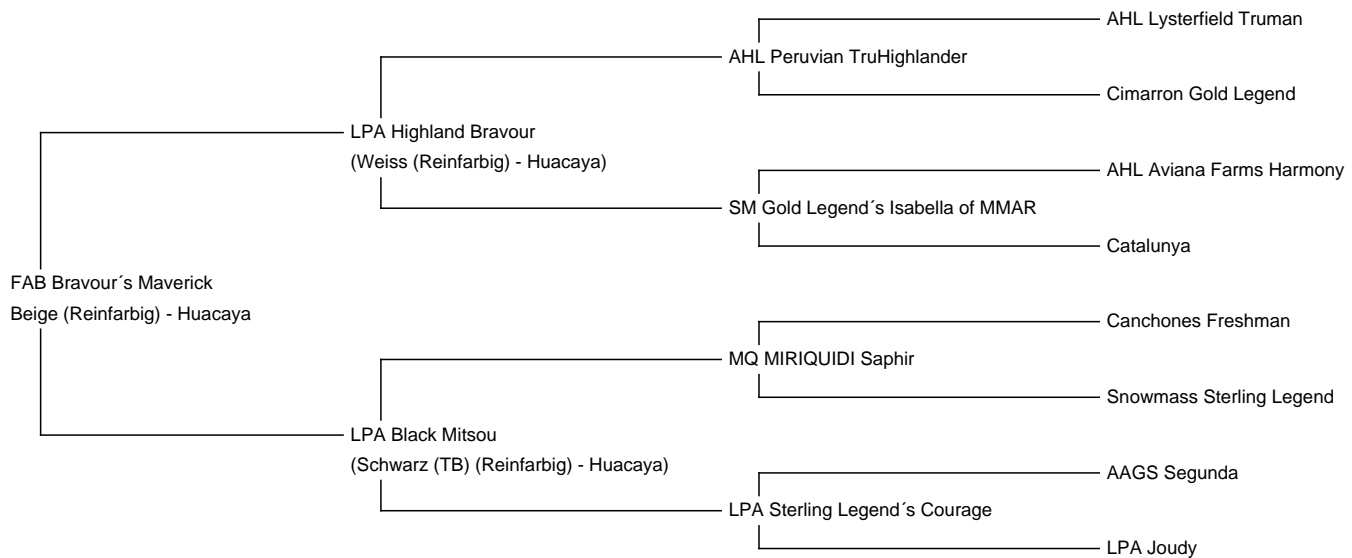 AHL Lysterfield Truman
AHL Peruvian TruHighlander
Cimarron Gold Legend
LPA Highland Bravour
(Weiss (Reinfarbig) - Huacaya)
AHL Aviana Farms Harmony
SM Gold Legend´s Isabella of MMAR
Catalunya
FAB Bravour´s Maverick
Beige (Reinfarbig) - Huacaya
Canchones Freshman
MQ MIRIQUIDI Saphir
Snowmass Sterling Legend
LPA Black Mitsou
(Schwarz (TB) (Reinfarbig) - Huacaya)
AAGS Segunda
LPA Sterling Legend´s Courage
LPA Joudy